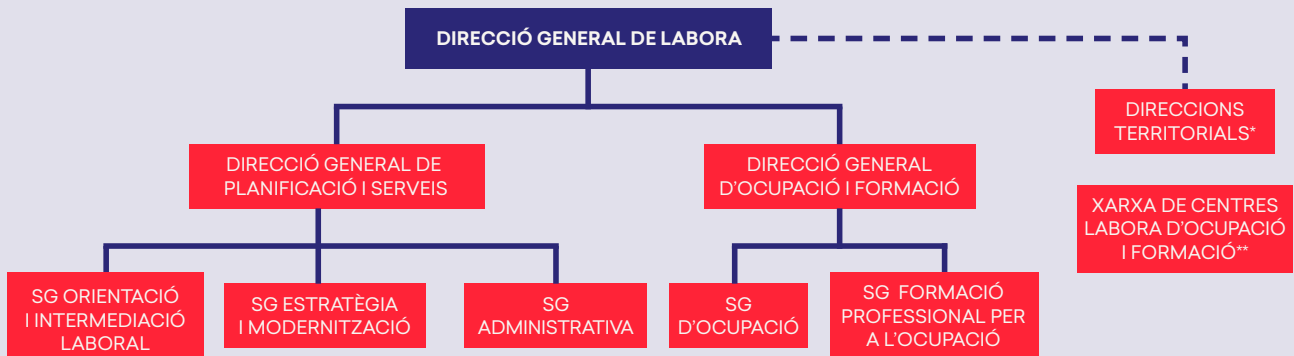 DIRECCIÓ GENERAL DE LABORA
DIRECCIONS
TERRITORIALS*
DIRECCIÓ GENERAL DE
PLANIFICACIÓ I SERVEIS
DIRECCIÓ GENERAL
D'OCUPACIÓ I FORMACIÓ
XARXA DE CENTRES
LABORA D'OCUPACIÓ
I FORMACIÓ**
SG ORIENTACIÓ
I INTERMEDIACIÓ
LABORAL
SG ESTRATÈGIA
I MODERNITZACIÓ
SG
ADMINISTRATIVA
SG
D'OCUPACIÓ
SG FORMACIÓ
PROFESSIONAL PER
A L'OCUPACIÓ